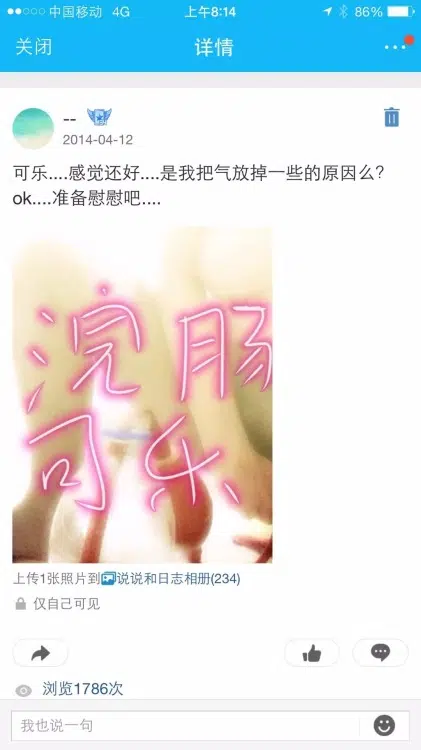 中国移动 4G 上午8:14 86%
关闭 详情
--
2014-04-12
可乐....感觉还好....是我把气放掉一些的原因么?
ok....准备慰慰吧....
浣肠
可乐
上传1张照片到说说和日志相册(234)
仅自己可见
浏览1786次
我也说一句